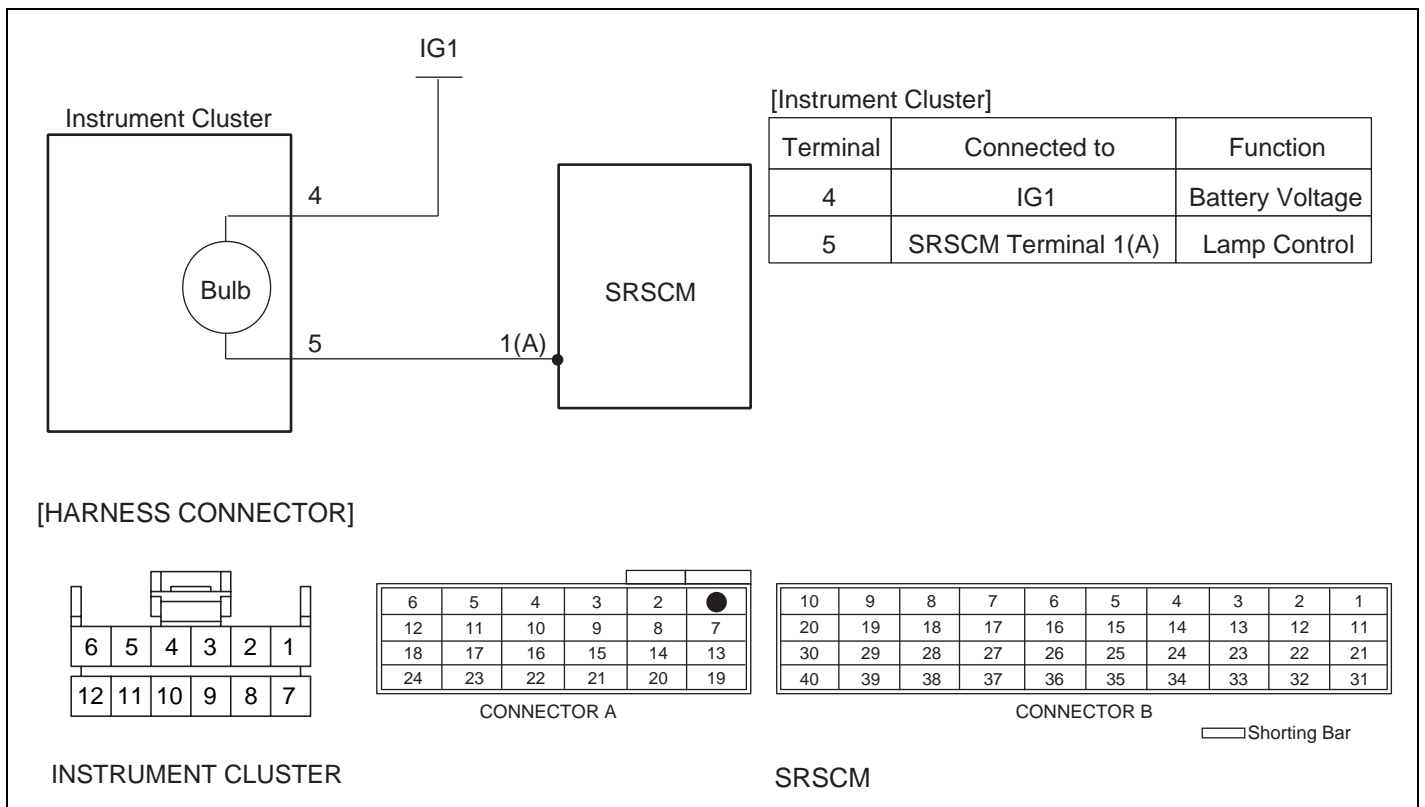 IG1
Instrument Cluster
4
Bulb
5
1(A)
SRSCM
[Instrument Cluster]
Terminal Connected to Function
4 IG1 Battery Voltage
5 SRSCM Terminal 1(A) Lamp Control
[HARNESS CONNECTOR]
6 5 4 3 2 1
12 11 10 9 8 7
INSTRUMENT CLUSTER
6 5 4 3 2
12 11 10 9 8 7
18 17 16 15 14 13
24 23 22 21 20 19
CONNECTOR A
10 9 8 7 6 5 4 3 2 1
20 19 18 17 16 15 14 13 12 11
30 29 28 27 26 25 24 23 22 21
40 39 38 37 36 35 34 33 32 31
CONNECTOR B
Shorting Bar
SRSCM